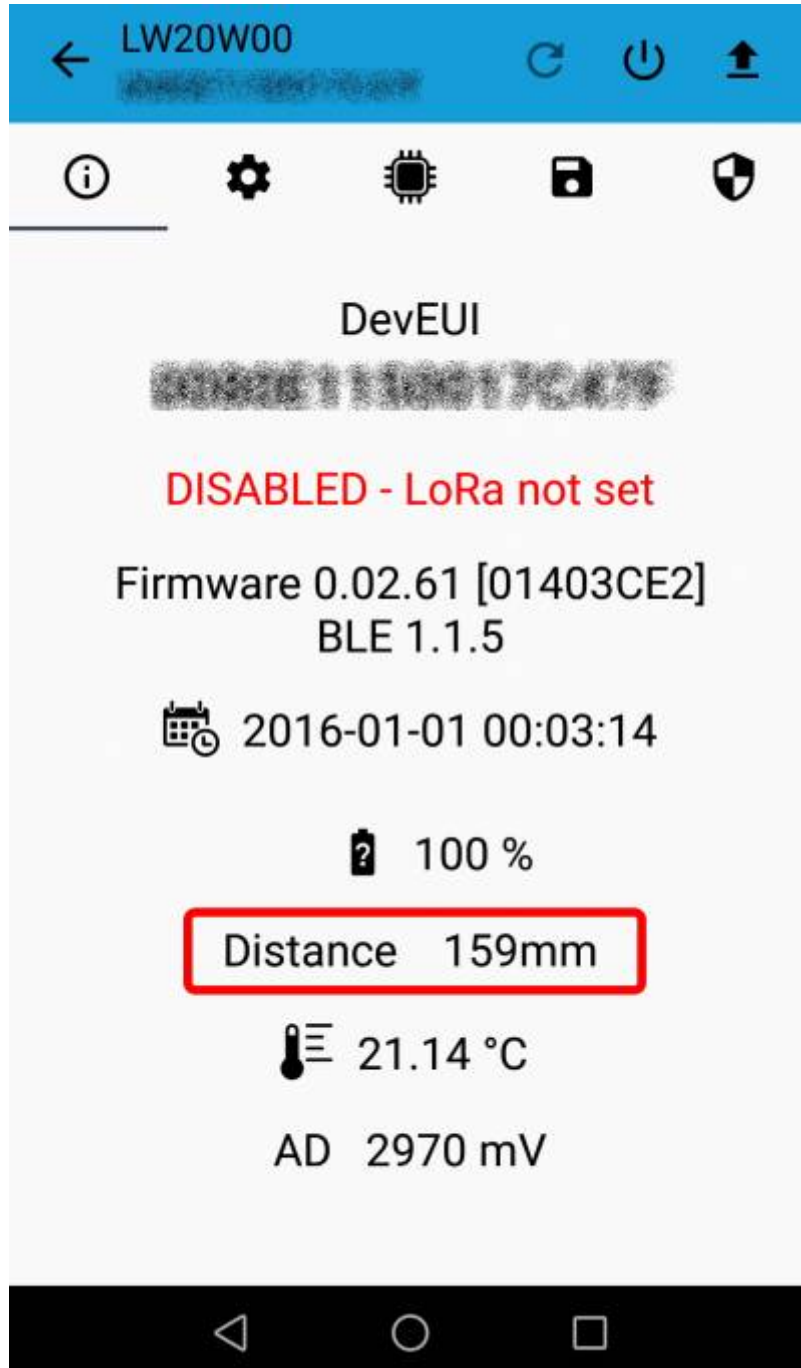 LW20W00
DevEUI
DISABLED - LoRa not set
Firmware 0.02.61 [01403CE2]
BLE 1.1.5
2016-01-01 00:03:14
? 100 %
Distance 159mm
21.14 °C
AD 2970 mV